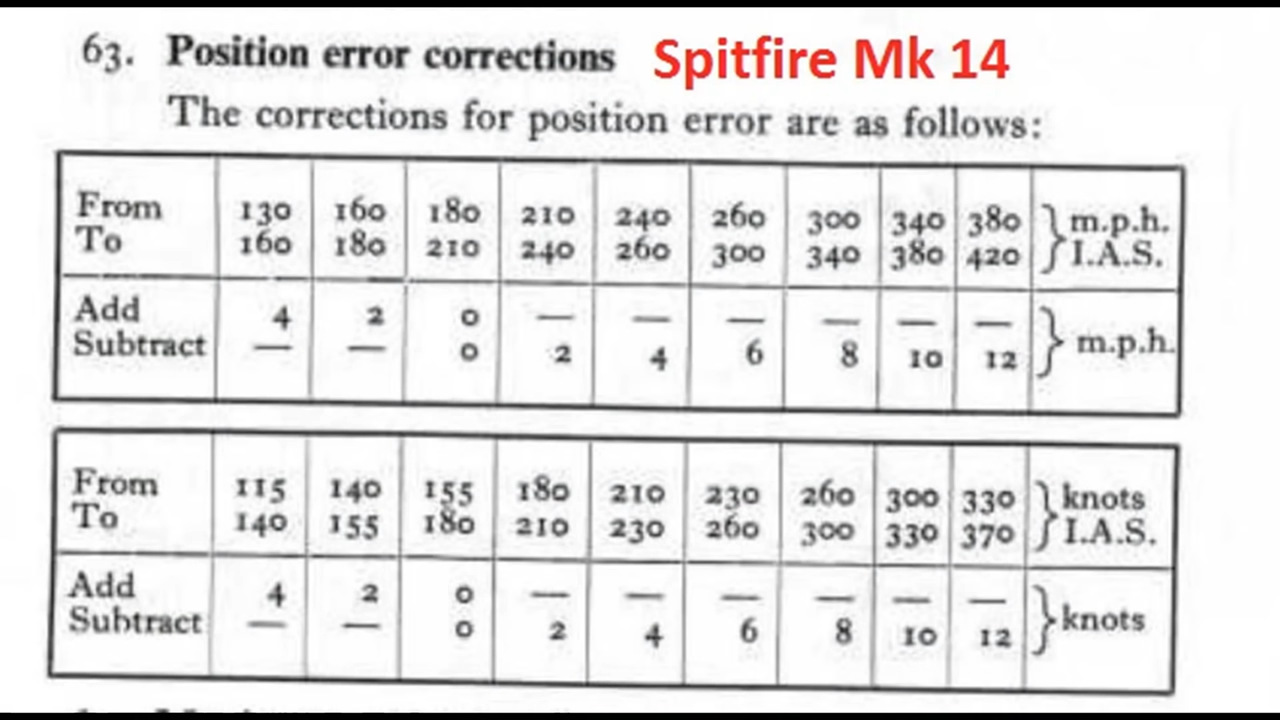 63. Position error corrections Spitfire Mk 14
The corrections for position error are as follows:
From 130 160 180 210 240 260 300 340 380 } m.p.h.
To 160 180 210 240 260 300 340 380 420 } I.A.S.
Add 4 2 0 — — — — — —
Subtract — — 0 2 4 6 8 10 12 } m.p.h.
From 115 140 155 180 210 230 260 300 330 } knots
To 140 155 180 210 230 260 300 330 370 } I.A.S.
Add 4 2 0 — — — — — —
Subtract — — 0 2 4 6 8 10 12 } knots